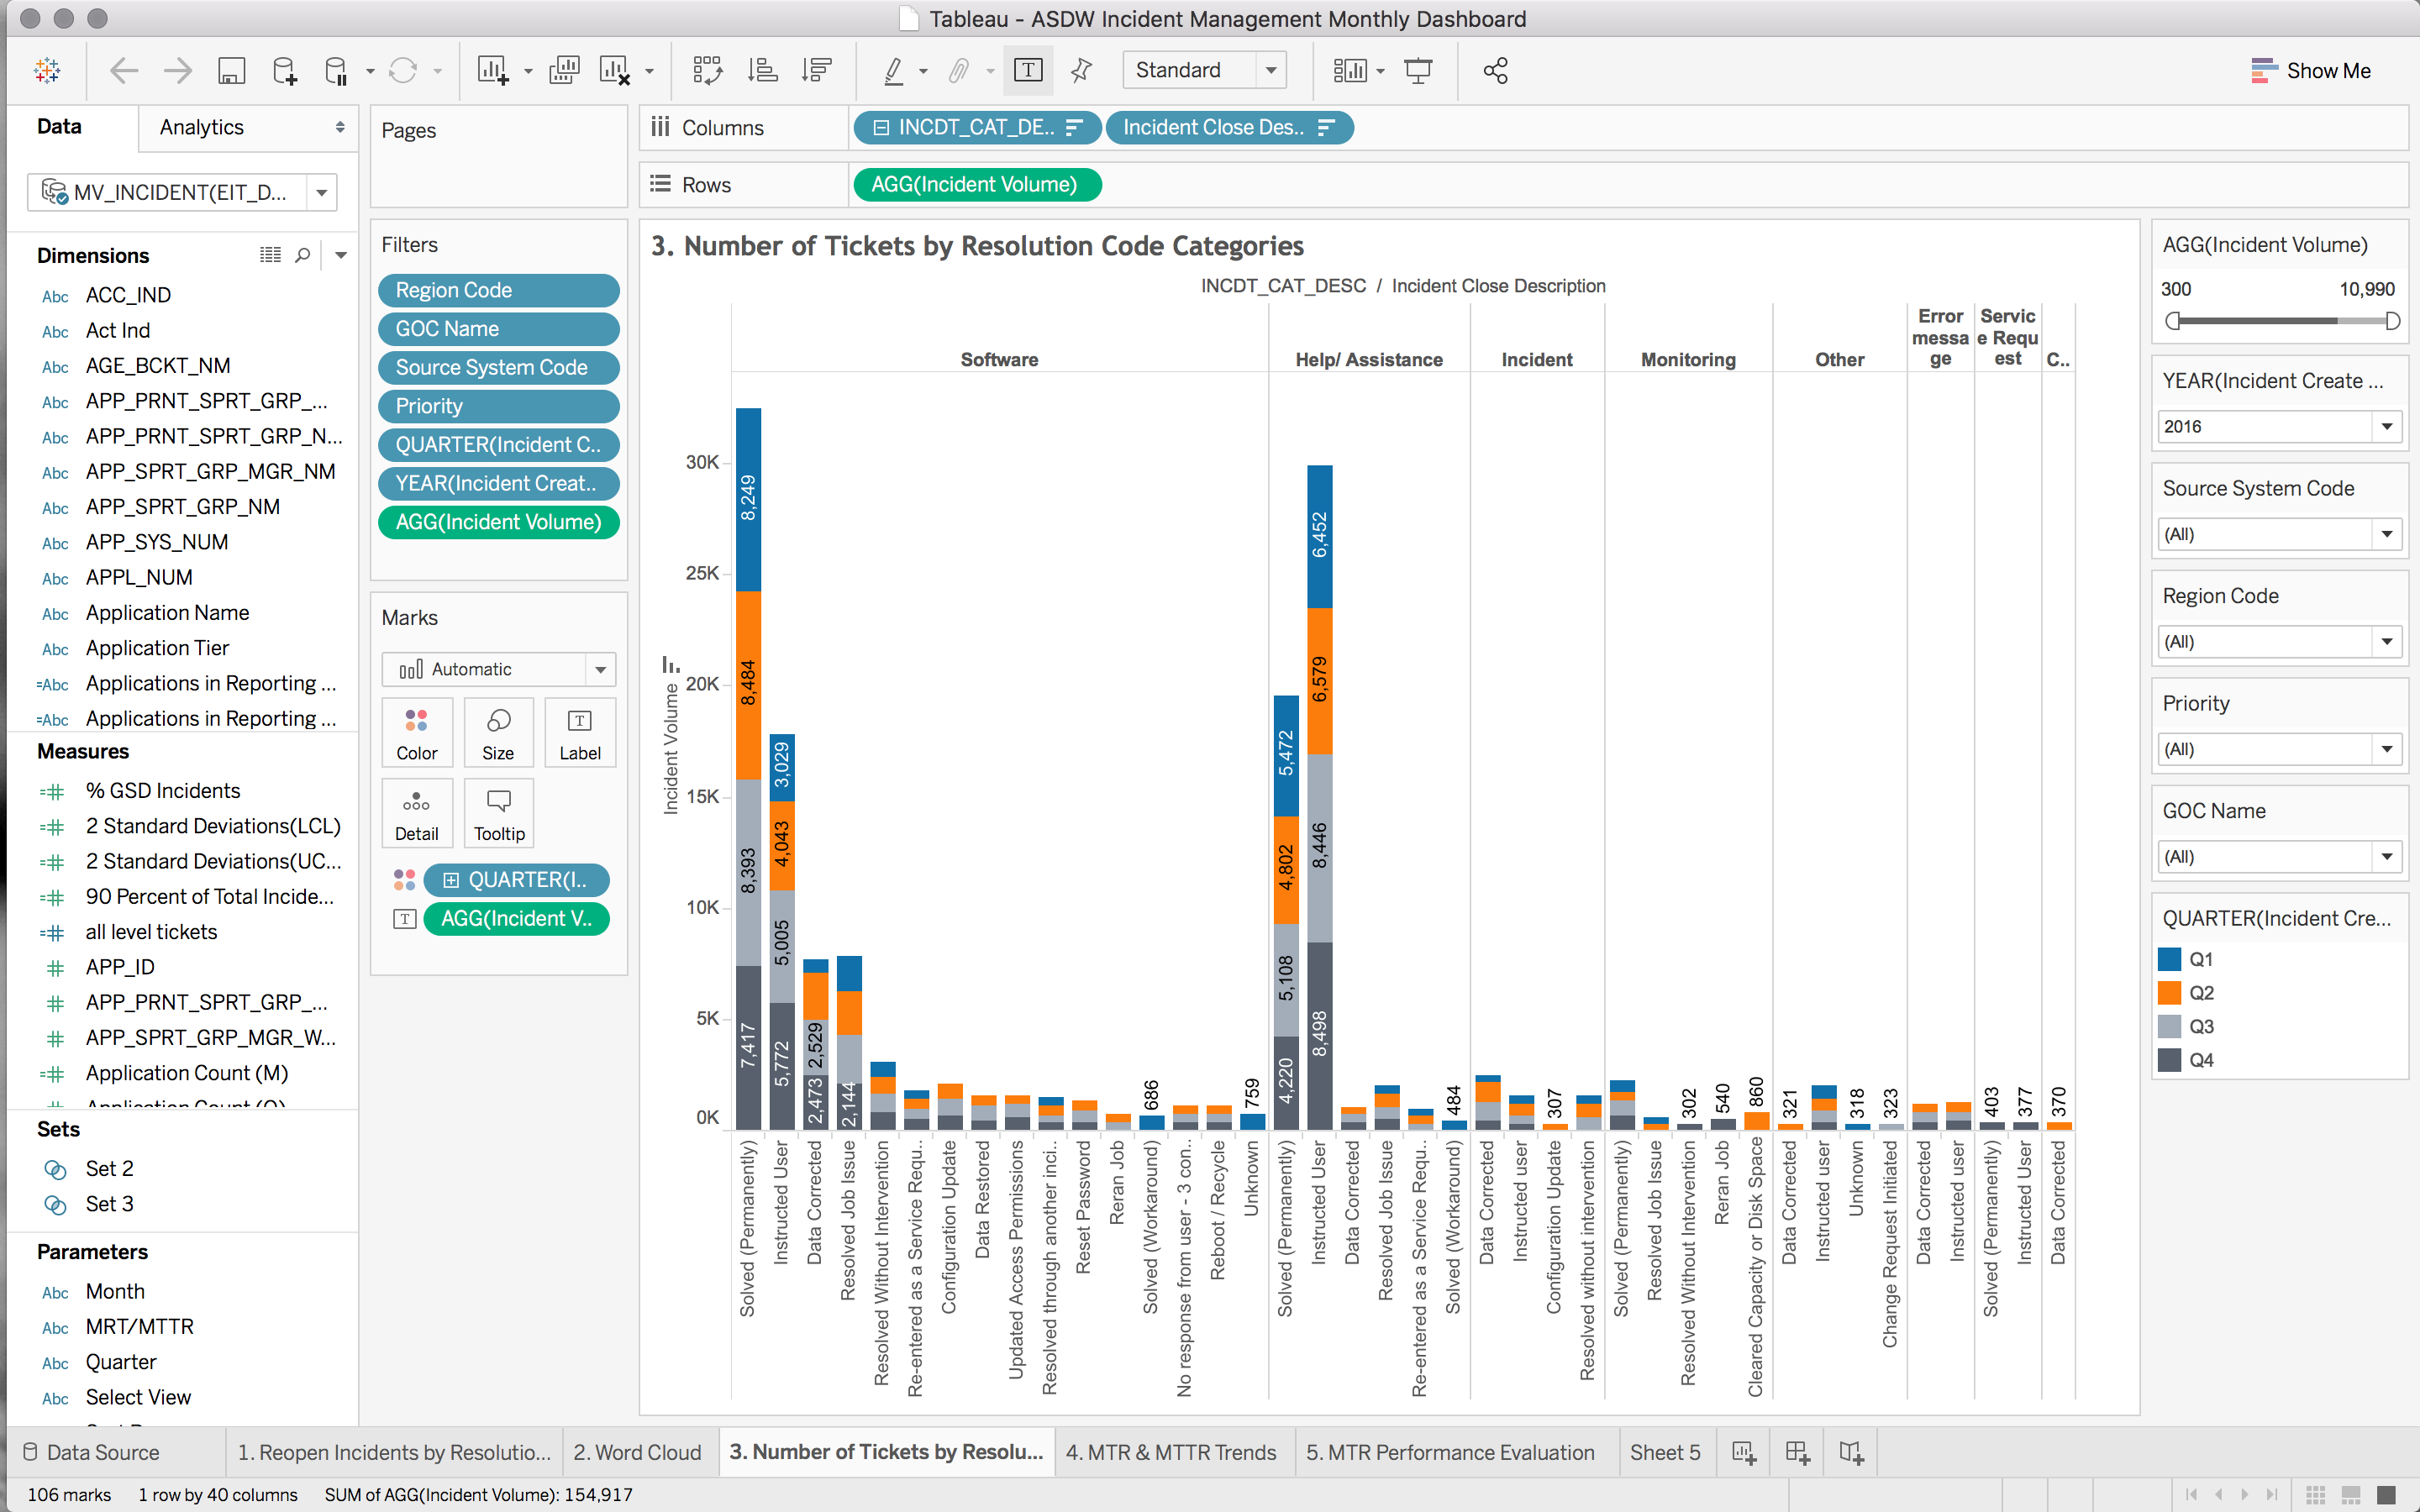 Tableau - ASDW Incident Management Monthly Dashboard
Standard
Show Me
Data
Analytics
MV_INCIDENT(EIT_D...
Dimensions
Abc ACC_IND
Abc Act Ind
Abc AGE_BCKT_NM
Abc APP_PRNT_SPRT_GRP_...
Abc APP_PRNT_SPRT_GRP_N...
Abc APP_SPRT_GRP_MGR_NM
Abc APP_SPRT_GRP_NM
Abc APP_SYS_NUM
Abc APPL_NUM
Abc Application Name
Abc Application Tier
=Abc Applications in Reporting ...
=Abc Applications in Reporting ...
Measures
=# % GSD Incidents
=# 2 Standard Deviations(LCL)
=# 2 Standard Deviations(UC...
=# 90 Percent of Total Incide...
=# all level tickets
# APP_ID
# APP_PRNT_SPRT_GRP_...
# APP_SPRT_GRP_MGR_W...
=# Application Count (M)
Sets
Set 2
Set 3
Parameters
Abc Month
Abc MRT/MTTR
Abc Quarter
Abc Select View
Pages
Filters
Region Code
GOC Name
Source System Code
Priority
QUARTER(Incident C..
YEAR(Incident Creat..
AGG(Incident Volume)
Marks
Automatic
Color
Size
Label
Detail
Tooltip
QUARTER(I..
AGG(Incident V..
Columns
INCDT_CAT_DE..
Incident Close Des..
Rows
AGG(Incident Volume)
3. Number of Tickets by Resolution Code Categories
INCDT_CAT_DESC / Incident Close Description
Software
Help/ Assistance
Incident
Monitoring
Other
Error
messa
ge
Servic
e Requ
est
C..
Incident Volume
30K
25K
20K
15K
10K
5K
0K
8,249
8,484
8,393
7,417
3,029
4,043
5,005
5,772
2,529
2,473
2,144
686
759
5,472
4,802
5,108
4,220
6,452
6,579
8,446
8,498
484
307
302
540
860
321
318
323
403
377
370
Solved (Permanently)
Instructed User
Data Corrected
Resolved Job Issue
Resolved Without Intervention
Re-entered as a Service Requ..
Configuration Update
Data Restored
Updated Access Permissions
Resolved through another inci..
Reset Password
Reran Job
Solved (Workaround)
No response from user - 3 con..
Reboot / Recycle
Unknown
Solved (Permanently)
Instructed User
Data Corrected
Resolved Job Issue
Re-entered as a Service Requ..
Solved (Workaround)
Data Corrected
Instructed user
Configuration Update
Resolved without intervention
Solved (Permanently)
Resolved Job Issue
Resolved Without Intervention
Reran Job
Cleared Capacity or Disk Space
Data Corrected
Instructed user
Unknown
Change Request Initiated
Data Corrected
Instructed user
Solved (Permanently)
Instructed User
Data Corrected
AGG(Incident Volume)
300 10,990
YEAR(Incident Create ...
2016
Source System Code
(All)
Region Code
(All)
Priority
(All)
GOC Name
(All)
QUARTER(Incident Cre...
Q1
Q2
Q3
Q4
Data Source
1. Reopen Incidents by Resolutio...
2. Word Cloud
3. Number of Tickets by Resolu...
4. MTR & MTTR Trends
5. MTR Performance Evaluation
Sheet 5
106 marks 1 row by 40 columns SUM of AGG(Incident Volume): 154,917